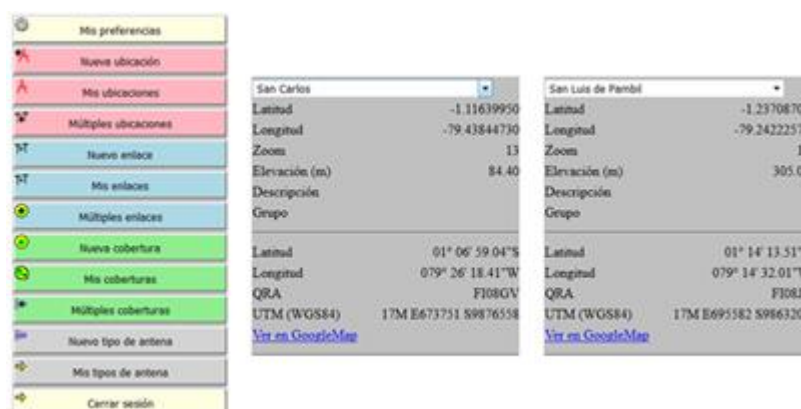 Mis preferencias
Nueva ubicación
Mis ubicaciones
Múltiples ubicaciones
Nuevo enlace
Mis enlaces
Múltiples enlaces
Nueva cobertura
Mis coberturas
Múltiples coberturas
Nuevo tipo de antena
Mis tipos de antena
Cerrar sesión
San Carlos
Latitud -1.11639950
Longitud -79.43844730
Zoom 13
Elevación (m) 84.40
Descripción
Grupo
Latitud 01° 06' 59.04"S
Longitud 079° 26' 18.41"W
QRA FI08GV
UTM (WGS84) 17M E673751 S9876558
Ver en GoogleMap
San Luis de Pambil
Latitud -1.2370870
Longitud -79.2422257
Zoom 1
Elevación (m) 305.0
Descripción
Grupo
Latitud 01° 14' 13.51"
Longitud 079° 14' 32.01"
QRA
UTM (WGS84) 17M E695582 S986320
Ver en GoogleMap